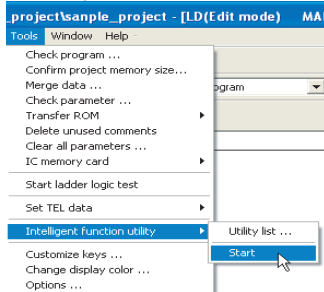 _project\sanple_project - [LD(Edit mode) MAI
Tools Window Help
Check program ...
Confirm project memory size...
Merge data ...
ogram
Check parameter ...
Transfer ROM
Delete unused comments
Clear all parameters ...
IC memory card
Start ladder logic test
Set TEL data
Intelligent function utility
Utility list ...
Customize keys ...
Start
Change display color ...
Options ...